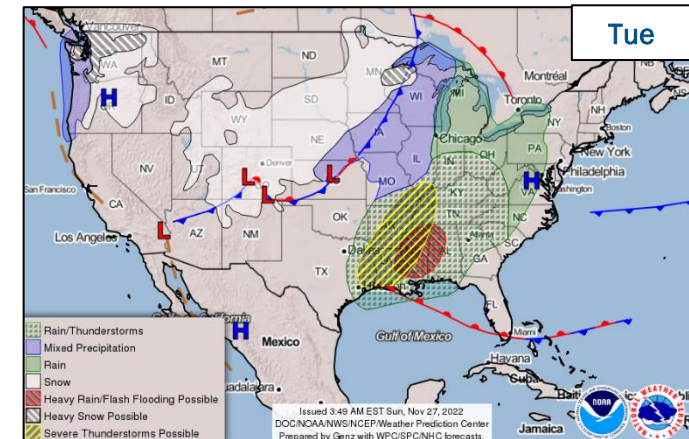 Tue
Vancouver
WA
MT
ND
MN
ID
SD
WY
WI
MI
Montréal
Toronto
NB
NH
NY
Boston
IA
NE
Chicago
PA
New York
Philadelphia
Washington
NV
UT
Denver
IL
IN
OH
VA
MO
KY
San Francisco
CA
AZ
NM
OK
TN
NC
SC
Atlanta
Los Angeles
TX
AL
GA
FL
H
H
H
L
L
L
L
Mexico
Gulf of Mexico
Miami
Havana
Cuba
Jamaica
Rain/Thunderstorms
Mixed Precipitation
Rain
Snow
Heavy Rain/Flash Flooding Possible
Heavy Snow Possible
Severe Thunderstorms Possible
Issued 3:49 AM EST Sun, Nov 27, 2022
DOC/NOAA/NWS/NCEP/Weather Prediction Center
Prepared by Genz with WPC/SPC/NHC forecasts.
NOAA